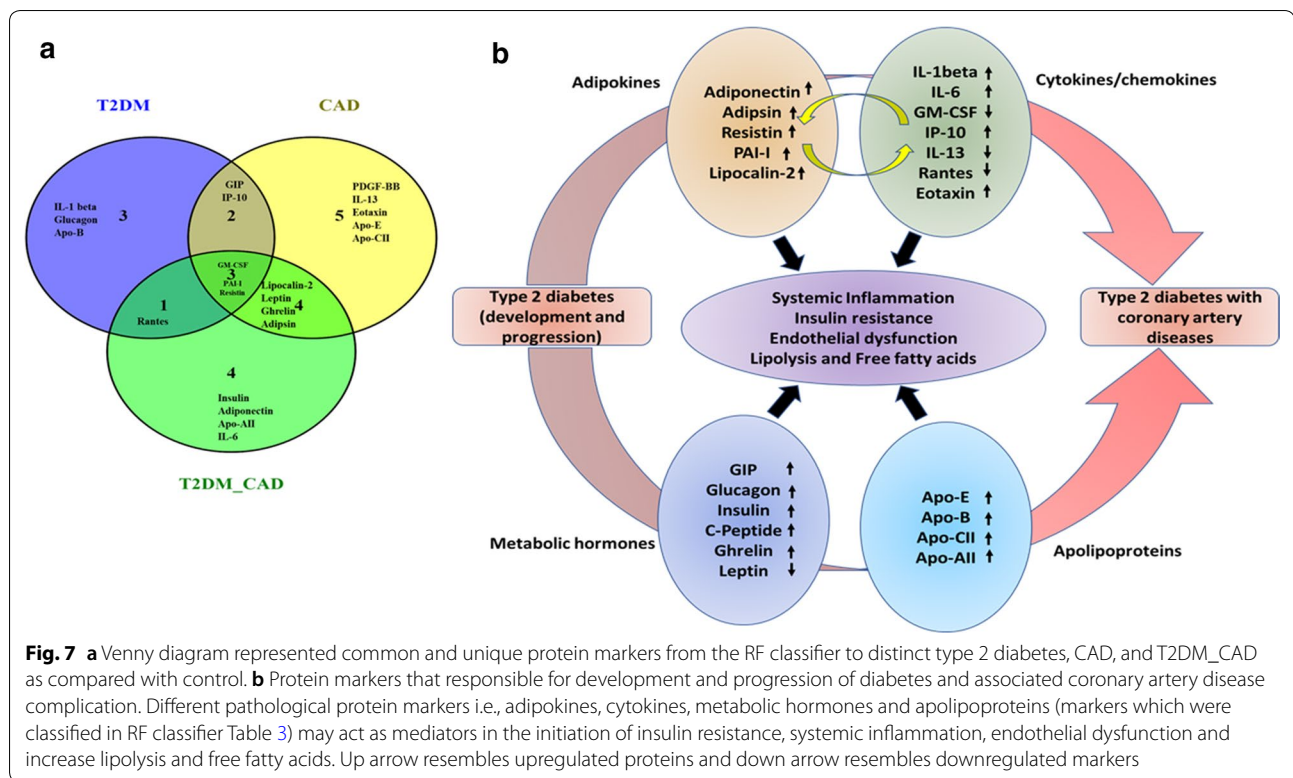 a
T2DM
CAD
IL-1 beta
Glucagon
Apo-B
3
GIP
IP-10
2
PDGF-BB
IL-13
Eotaxin
Apo-E
Apo-CII
5
GM-CSF
3
PAI-I
Resistin
1
Rantes
Lipocalin-2
Leptin
Ghrelin
Adipsin
4
4
Insulin
Adiponectin
Apo-AII
IL-6
T2DM_CAD
b
Adipokines
Adiponectin ↑
Adipsin ↑
Resistin ↑
PAI-I ↑
Lipocalin-2 ↑
IL-1beta ↑
IL-6 ↑
GM-CSF ↓
IP-10 ↑
IL-13 ↓
Rantes ↓
Eotaxin ↑
Cytokines/chemokines
Type 2 diabetes
(development and
progression)
Systemic Inflammation
Insulin resistance
Endothelial dysfunction
Lipolysis and Free fatty acids
Type 2 diabetes with
coronary artery
diseases
Metabolic hormones
GIP ↑
Glucagon ↑
Insulin ↑
C-Peptide ↑
Ghrelin ↑
Leptin ↓
Apo-E ↑
Apo-B ↑
Apo-CII ↑
Apo-AII ↑
Apolipoproteins
Fig. 7 a Venny diagram represented common and unique protein markers from the RF classifier to distinct type 2 diabetes, CAD, and T2DM_CAD
as compared with control. b Protein markers that responsible for development and progression of diabetes and associated coronary artery disease
complication. Different pathological protein markers i.e., adipokines, cytokines, metabolic hormones and apolipoproteins (markers which were
classified in RF classifier Table 3) may act as mediators in the initiation of insulin resistance, systemic inflammation, endothelial dysfunction and
increase lipolysis and free fatty acids. Up arrow resembles upregulated proteins and down arrow resembles downregulated markers